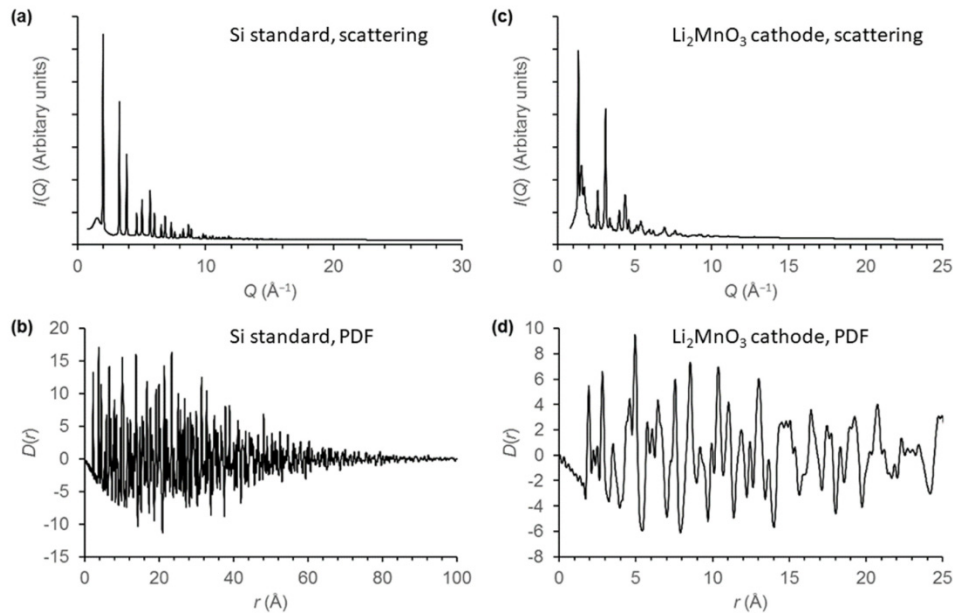 (a)
Si standard, scattering
I(Q) (Arbitary units)
0
10
20
30
Q (Å⁻¹)
(c)
Li₂MnO₃ cathode, scattering
I(Q) (Arbitary units)
0
5
10
15
20
25
Q (Å⁻¹)
(b)
Si standard, PDF
20
15
10
5
0
-5
-10
-15
D(r)
0
20
40
60
80
100
r (Å)
(d)
Li₂MnO₃ cathode, PDF
10
8
6
4
2
0
-2
-4
-6
-8
D(r)
0
5
10
15
20
25
r (Å)